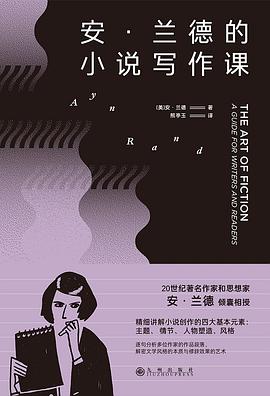 安·兰德的
小说写作课
Ayn
Rand
[美]安·兰德 著
熊亭玉 译
THE ART OF FICTION
A GUIDE FOR WRITERS AND READERS
20世纪著名作家和思想家
安·兰德 倾囊相授
精细讲解小说创作的四大基本元素：
主题、情节、人物塑造、风格
逐句分析多位作家的作品段落，
解密文学风格的本质与修辞效果的艺术
九州出版社
JIUZHOUPRESS